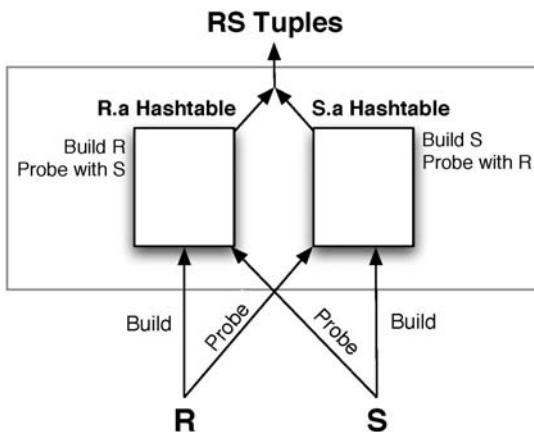 RS Tuples
R.a Hashtable
S.a Hashtable
Build R
Probe with S
Build S
Probe with R
Build
Probe
Probe
Build
R
S